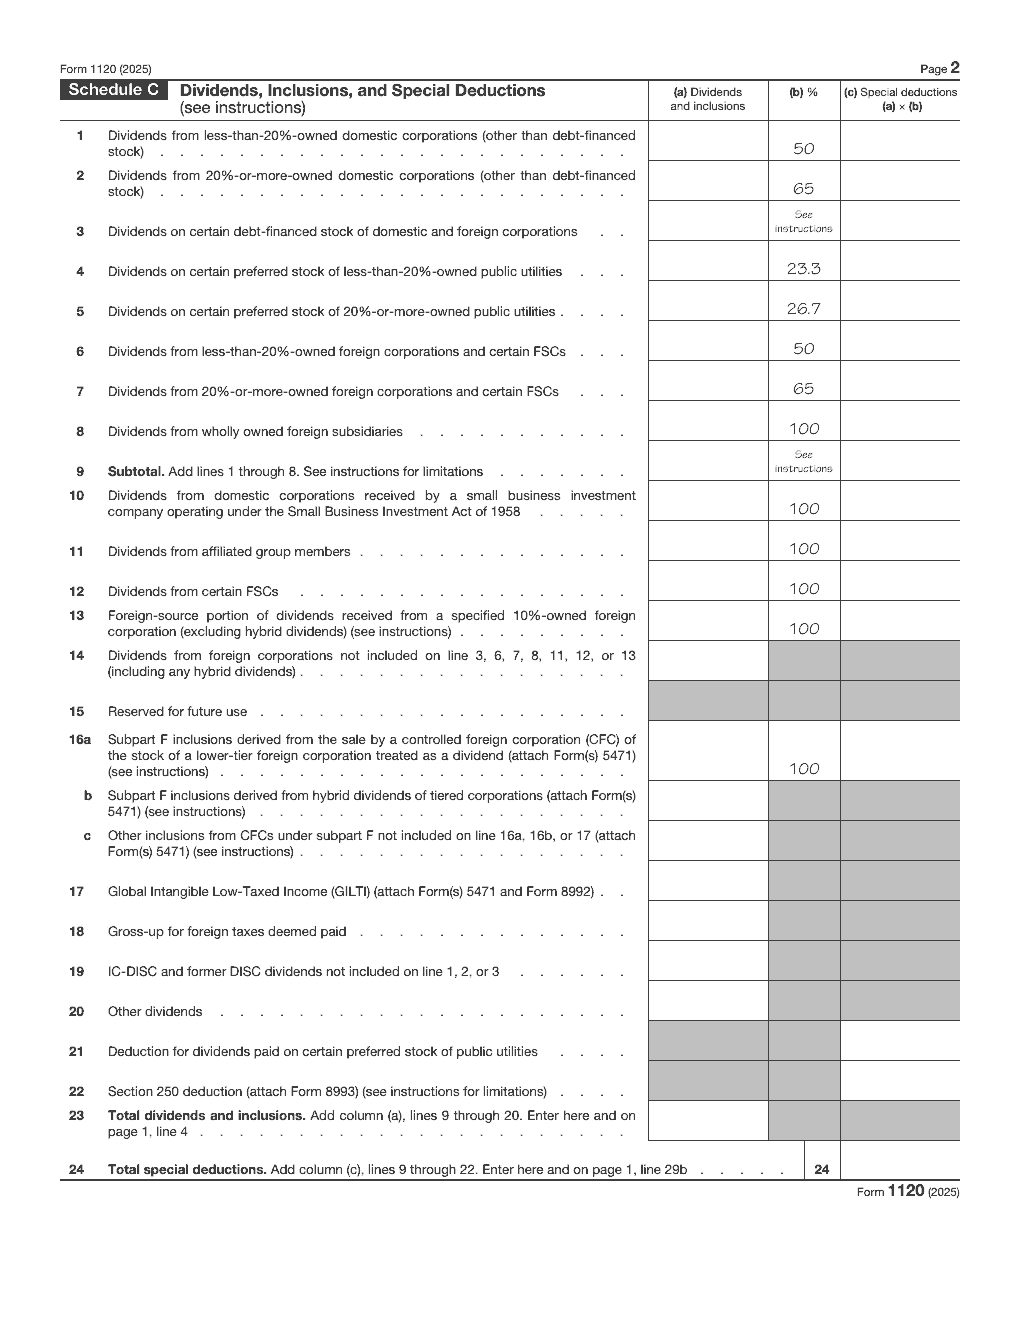 Form 1120 (2025) Page 2
Schedule C Dividends, Inclusions, and Special Deductions (a) Dividends (b) % (c) Special deductions
(see instructions) and inclusions (a) × (b)
1 Dividends from less-than-20%-owned domestic corporations (other than debt-financed
stock) . . . . . . . . . . . . . . . . . . . . . . . . 50
2 Dividends from 20%-or-more-owned domestic corporations (other than debt-financed
stock) . . . . . . . . . . . . . . . . . . . . . . . . 65
See
3 Dividends on certain debt-financed stock of domestic and foreign corporations . . instructions
4 Dividends on certain preferred stock of less-than-20%-owned public utilities . . . 23.3
5 Dividends on certain preferred stock of 20%-or-more-owned public utilities . . . . 26.7
6 Dividends from less-than-20%-owned foreign corporations and certain FSCs . . . 50
7 Dividends from 20%-or-more-owned foreign corporations and certain FSCs . . . 65
8 Dividends from wholly owned foreign subsidiaries . . . . . . . . . . . 100
See
9 Subtotal. Add lines 1 through 8. See instructions for limitations . . . . . . . instructions
10 Dividends from domestic corporations received by a small business investment
company operating under the Small Business Investment Act of 1958 . . . . . 100
11 Dividends from affiliated group members . . . . . . . . . . . . . . 100
12 Dividends from certain FSCs . . . . . . . . . . . . . . . . . 100
13 Foreign-source portion of dividends received from a specified 10%-owned foreign
corporation (excluding hybrid dividends) (see instructions) . . . . . . . . . 100
14 Dividends from foreign corporations not included on line 3, 6, 7, 8, 11, 12, or 13
(including any hybrid dividends) . . . . . . . . . . . . . . . . .
15 Reserved for future use . . . . . . . . . . . . . . . . . . .
16a Subpart F inclusions derived from the sale by a controlled foreign corporation (CFC) of
the stock of a lower-tier foreign corporation treated as a dividend (attach Form(s) 5471)
(see instructions) . . . . . . . . . . . . . . . . . . . . . 100
b Subpart F inclusions derived from hybrid dividends of tiered corporations (attach Form(s)
5471) (see instructions) . . . . . . . . . . . . . . . . . . .
c Other inclusions from CFCs under subpart F not included on line 16a, 16b, or 17 (attach
Form(s) 5471) (see instructions) . . . . . . . . . . . . . . . . .
17 Global Intangible Low-Taxed Income (GILTI) (attach Form(s) 5471 and Form 8992) . .
18 Gross-up for foreign taxes deemed paid . . . . . . . . . . . . . .
19 IC-DISC and former DISC dividends not included on line 1, 2, or 3 . . . . . .
20 Other dividends . . . . . . . . . . . . . . . . . . . . .
21 Deduction for dividends paid on certain preferred stock of public utilities . . . .
22 Section 250 deduction (attach Form 8993) (see instructions for limitations) . . . .
23 Total dividends and inclusions. Add column (a), lines 9 through 20. Enter here and on
page 1, line 4 . . . . . . . . . . . . . . . . . . . . . .
24 Total special deductions. Add column (c), lines 9 through 22. Enter here and on page 1, line 29b . . . . . 24
Form 1120 (2025)